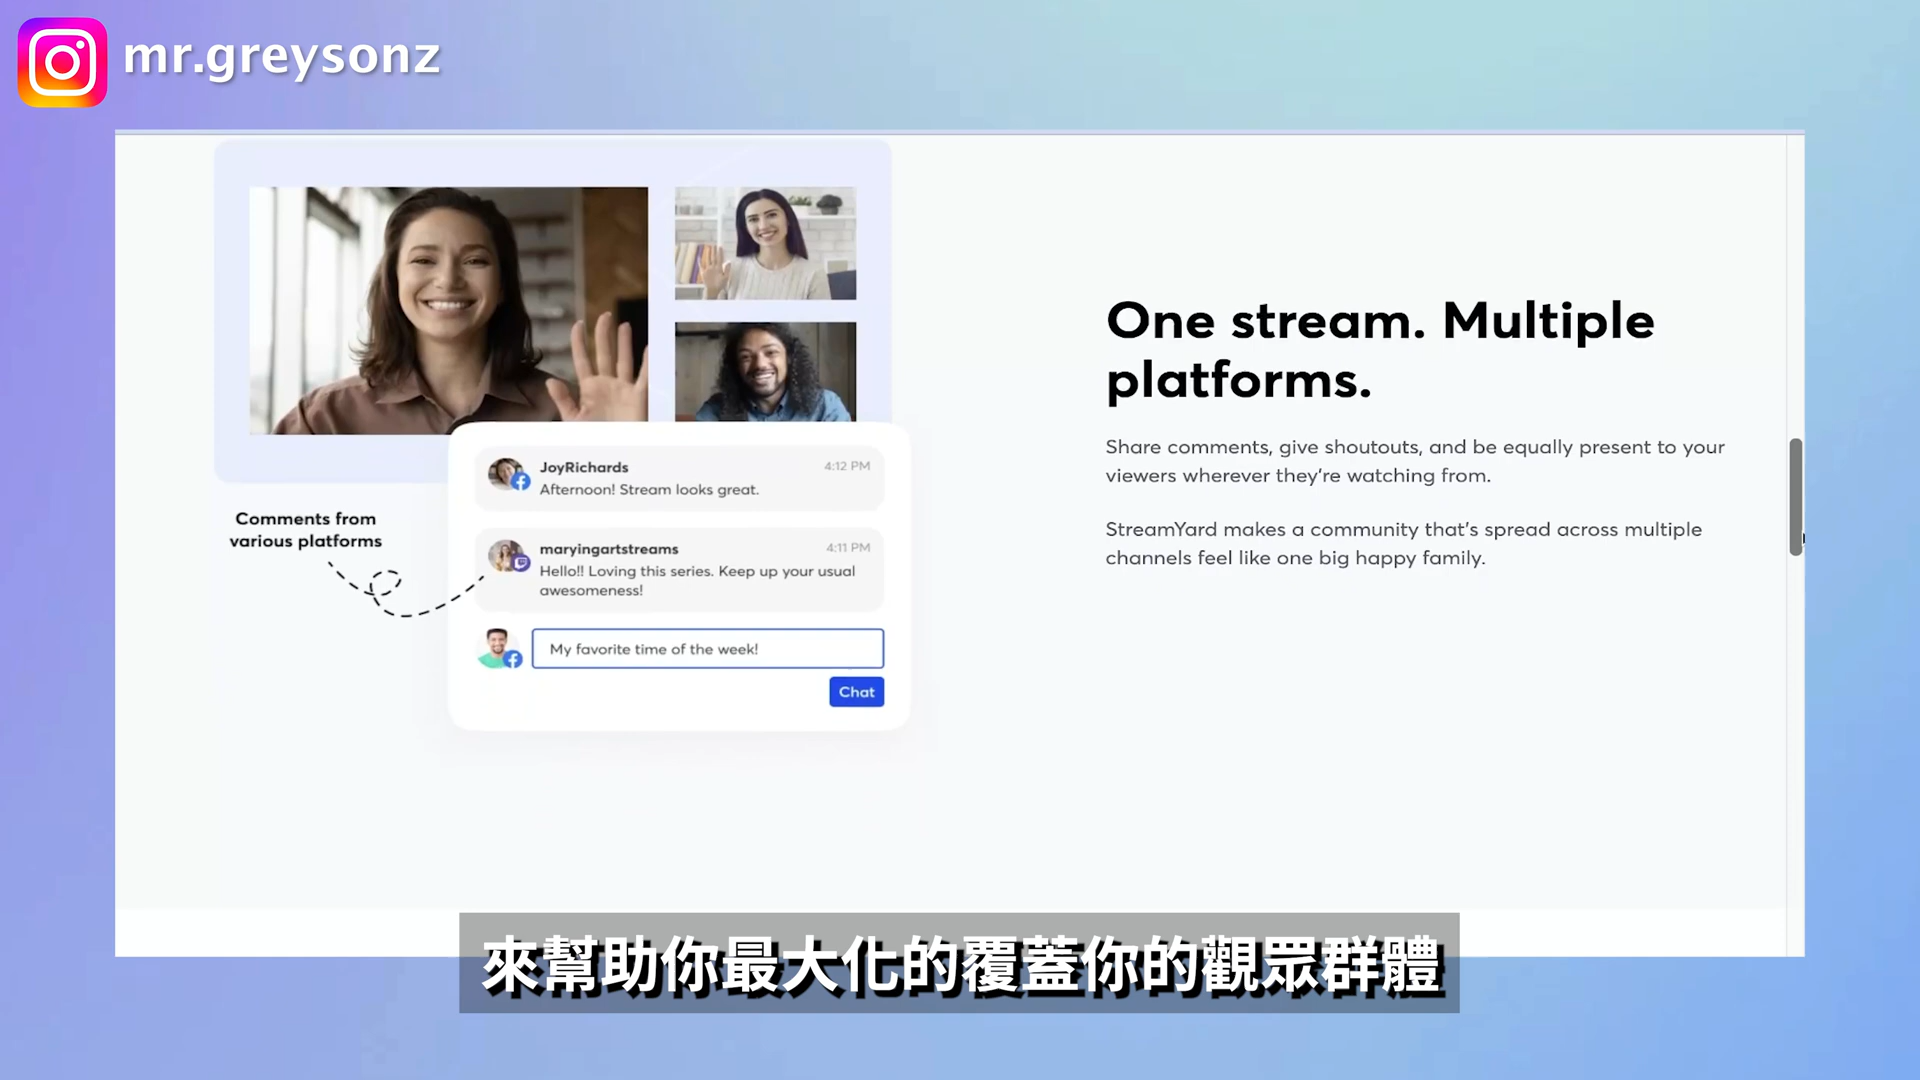 mr.greysonz
One stream. Multiple
platforms.
Share comments, give shoutouts, and be equally present to your
viewers wherever they're watching from.
StreamYard makes a community that's spread across multiple
channels feel like one big happy family.
JoyRichards 4:12 PM
Afternoon! Stream looks great.
Comments from
various platforms
maryingartstreams 4:11 PM
Hello!! Loving this series. Keep up your usual
awesomeness!
My favorite time of the week!
Chat
來幫助你最大化的覆蓋你的觀眾群體